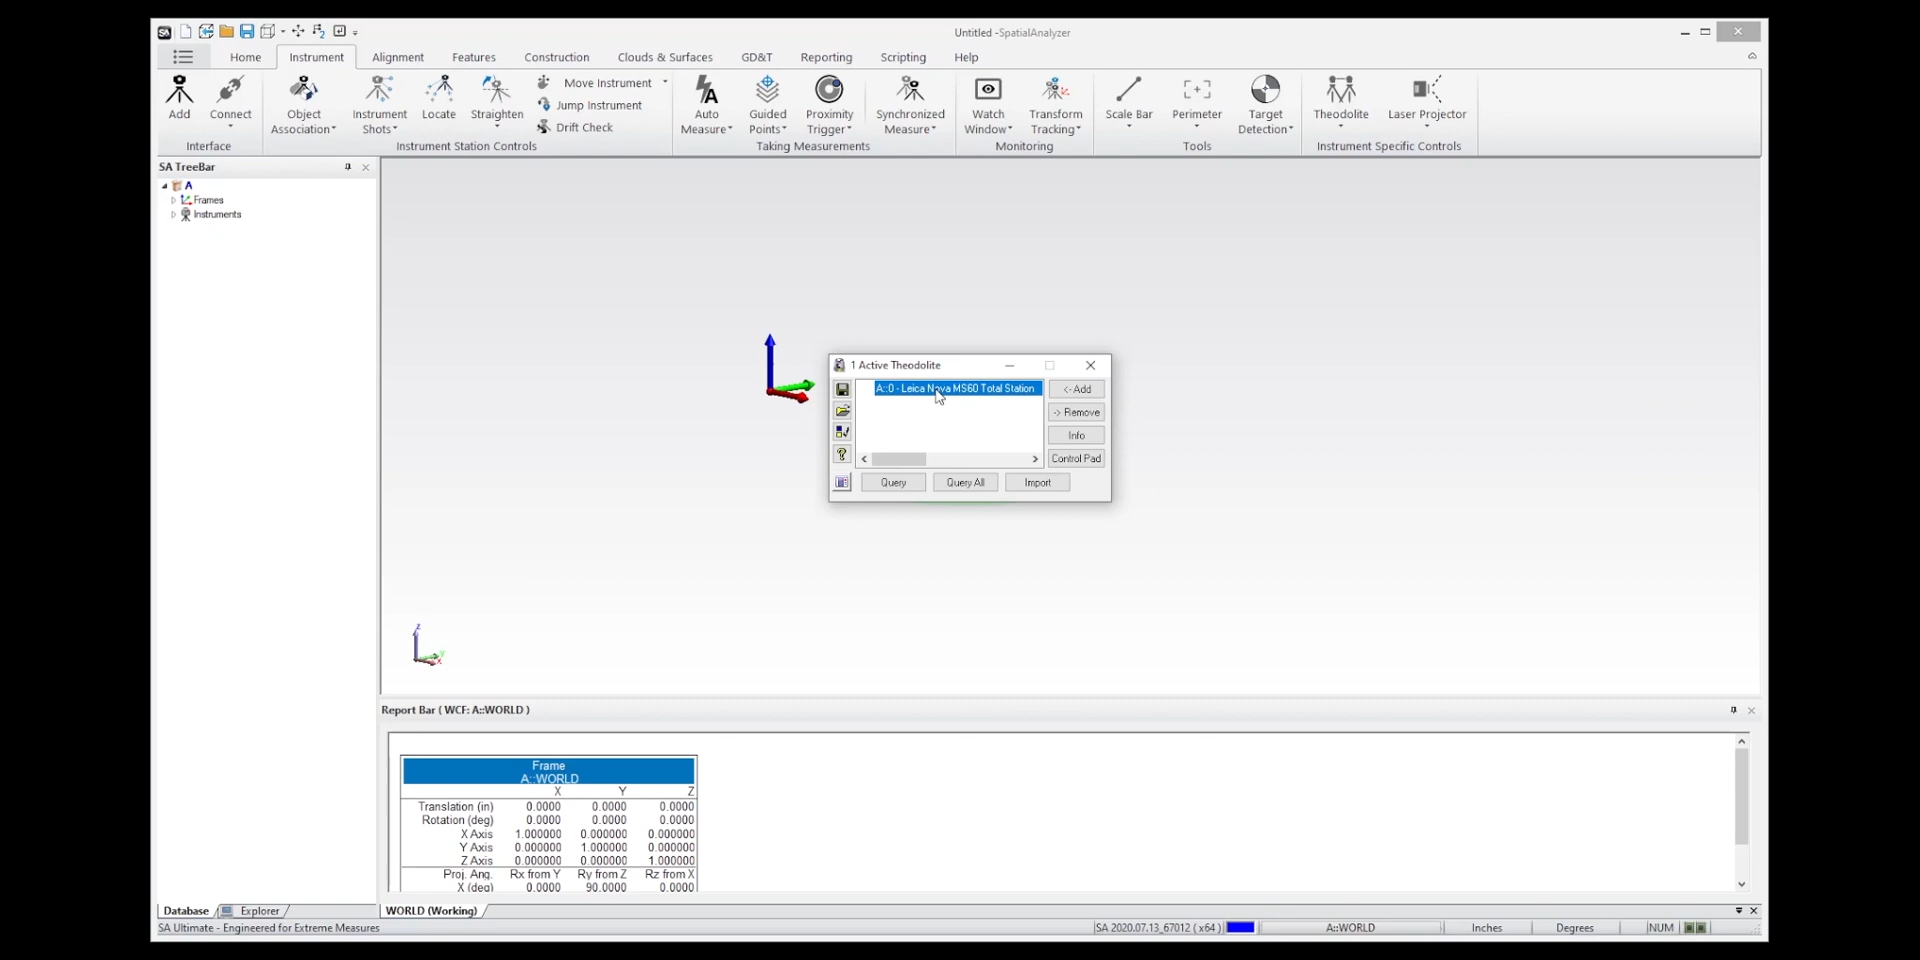 SA
Untitled -SpatialAnalyzer
Home Instrument Alignment Features Construction Clouds & Surfaces GD&T Reporting Scripting Help
Add
Connect
Interface
Object Association
Instrument Shots
Locate
Straighten
Move Instrument
Jump Instrument
Drift Check
Instrument Station Controls
Auto Measure
Guided Points
Proximity Trigger
Synchronized Measure
Taking Measurements
Watch Window
Transform Tracking
Monitoring
Scale Bar
Perimeter
Target Detection
Tools
Theodolite
Laser Projector
Instrument Specific Controls
SA TreeBar
A
Frames
Instruments
1 Active Theodolite
A::0 - Leica Nova MS60 Total Station
<- Add
-> Remove
Info
Control Pad
Query Query All Import
Z
Y
X
Report Bar ( WCF: A::WORLD )
Frame
A::WORLD
X Y Z
Translation (in) 0.0000 0.0000 0.0000
Rotation (deg) 0.0000 0.0000 0.0000
X Axis 1.000000 0.000000 0.000000
Y Axis 0.000000 1.000000 0.000000
Z Axis 0.000000 0.000000 1.000000
Proj. Ang. Rx from Y Ry from Z Rz from X
X (deg) 0.0000 90.0000 0.0000
Database Explorer WORLD (Working)
SA Ultimate - Engineered for Extreme Measures SA 2020.07.13_67012 ( x64 ) A::WORLD Inches Degrees NUM